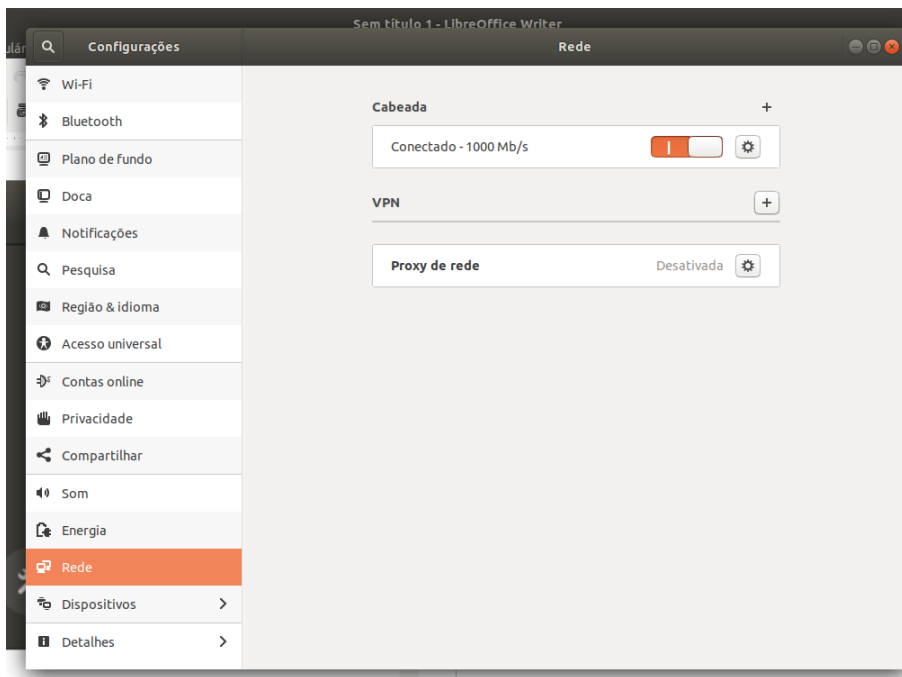 Sem título 1 - LibreOffice Writer
Configurações
Rede
Wi-Fi
Bluetooth
Plano de fundo
Doca
Notificações
Pesquisa
Região & idioma
Acesso universal
Contas online
Privacidade
Compartilhar
Som
Energia
Rede
Dispositivos
Detalhes
Cabeada
Conectado - 1000 Mb/s
VPN
Proxy de rede Desativada